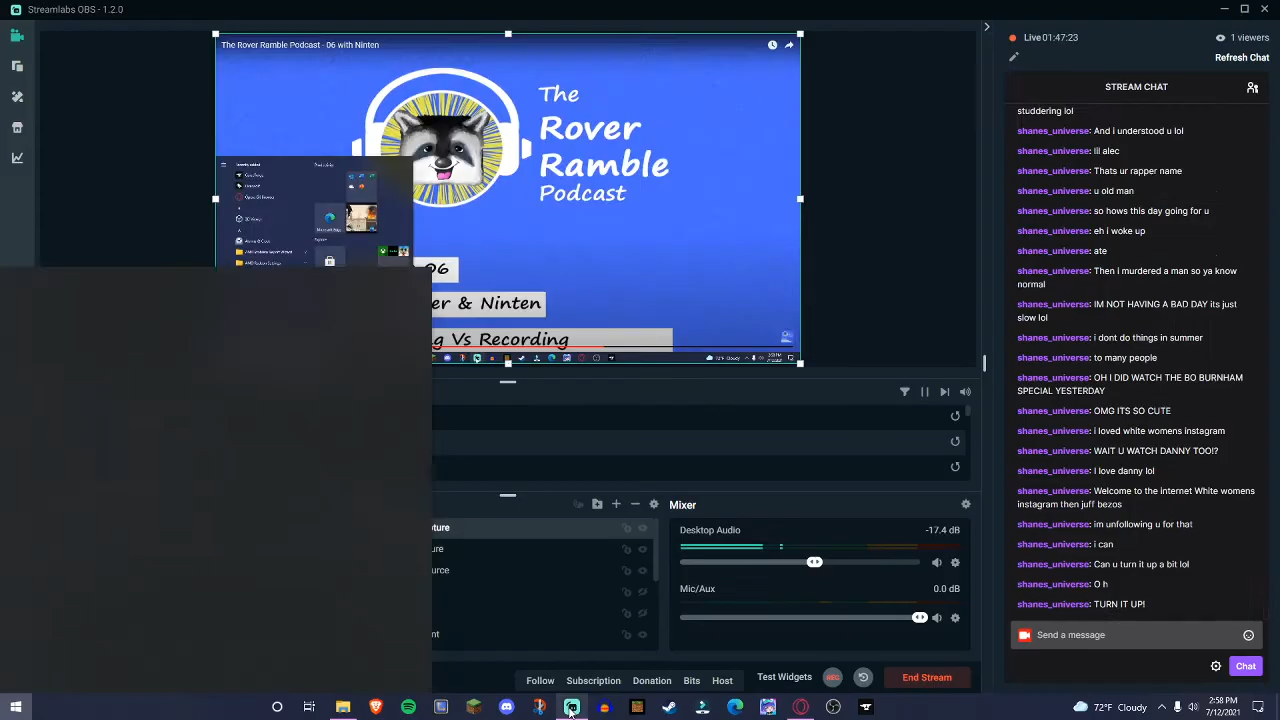 Streamlabs OBS - 1.2.0
The Rover Ramble Podcast - 06 with Ninten
The
Rover
Ramble
Podcast
06
er & Ninten
g Vs Recording
72°F Cloudy
Live 01:47:23
1 viewers
Refresh Chat
STREAM CHAT
studdering lol
shanes_universe: And i understood u lol
shanes_universe: lil alec
shanes_universe: Thats ur rapper name
shanes_universe: u old man
shanes_universe: so hows this day going for u
shanes_universe: eh i woke up
shanes_universe: ate
shanes_universe: Then i murdered a man so ya know
normal
shanes_universe: IM NOT HAVING A BAD DAY its just
slow lol
shanes_universe: i dont do things in summer
shanes_universe: to many people
shanes_universe: OH I DID WATCH THE BO BURNHAM
SPECIAL YESTERDAY
shanes_universe: OMG ITS SO CUTE
shanes_universe: i loved white womens instagram
shanes_universe: WAIT U WATCH DANNY TOO!?
shanes_universe: I love danny lol
shanes_universe: Welcome to the internet White womens
instagram then juff bezos
shanes_universe: im unfollowing u for that
shanes_universe: i can
shanes_universe: Can u turn it up a bit lol
shanes_universe: O h
shanes_universe: TURN IT UP!
Send a message
Chat
pture
ure
ource
nt
Mixer
Desktop Audio
-17.4 dB
Mic/Aux
0.0 dB
Follow
Subscription
Donation
Bits
Host
Test Widgets
REC
End Stream
72°F Cloudy
2:58 PM
7/12/2021